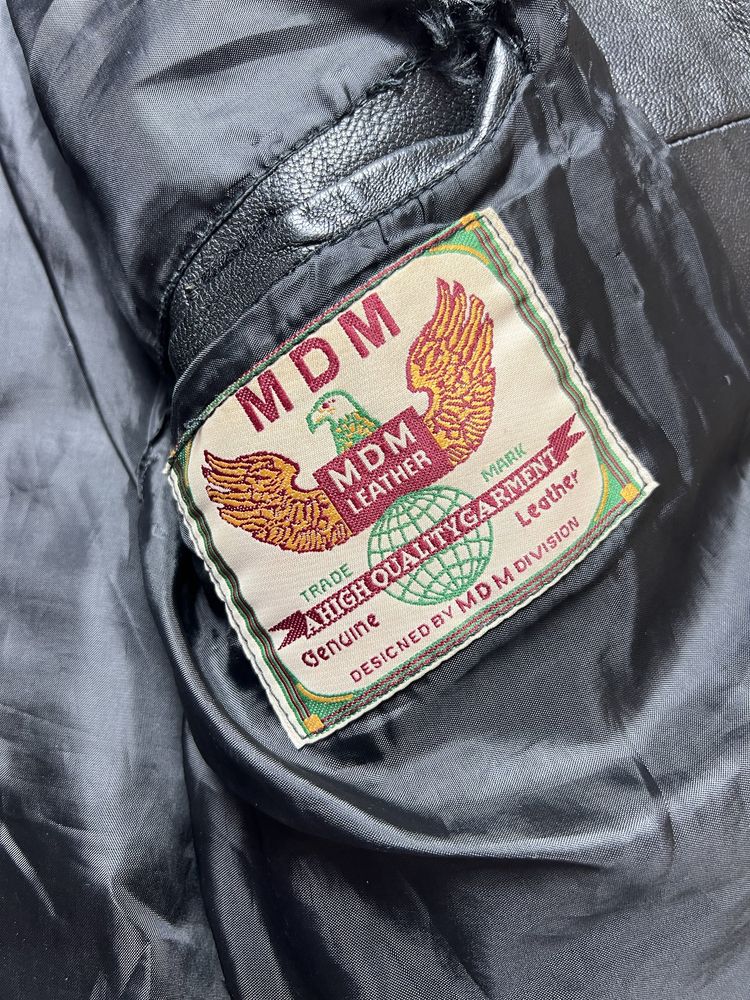 MDM
MDM
LEATHER
TRADE MARK
A HIGH QUALITY GARMENT
Genuine Leather
DESIGNED BY MDM DIVISION